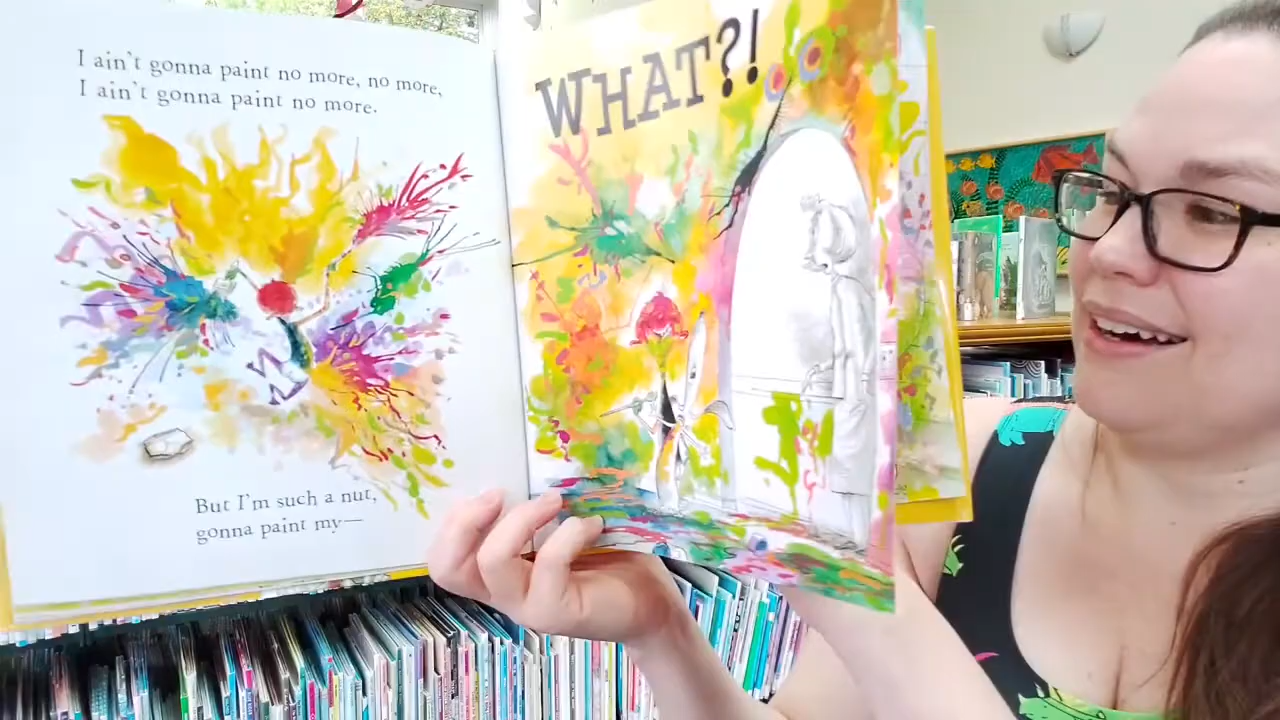 I ain't gonna paint no more, no more,
I ain't gonna paint no more.
But I'm such a nut,
gonna paint my—
WHAT?!